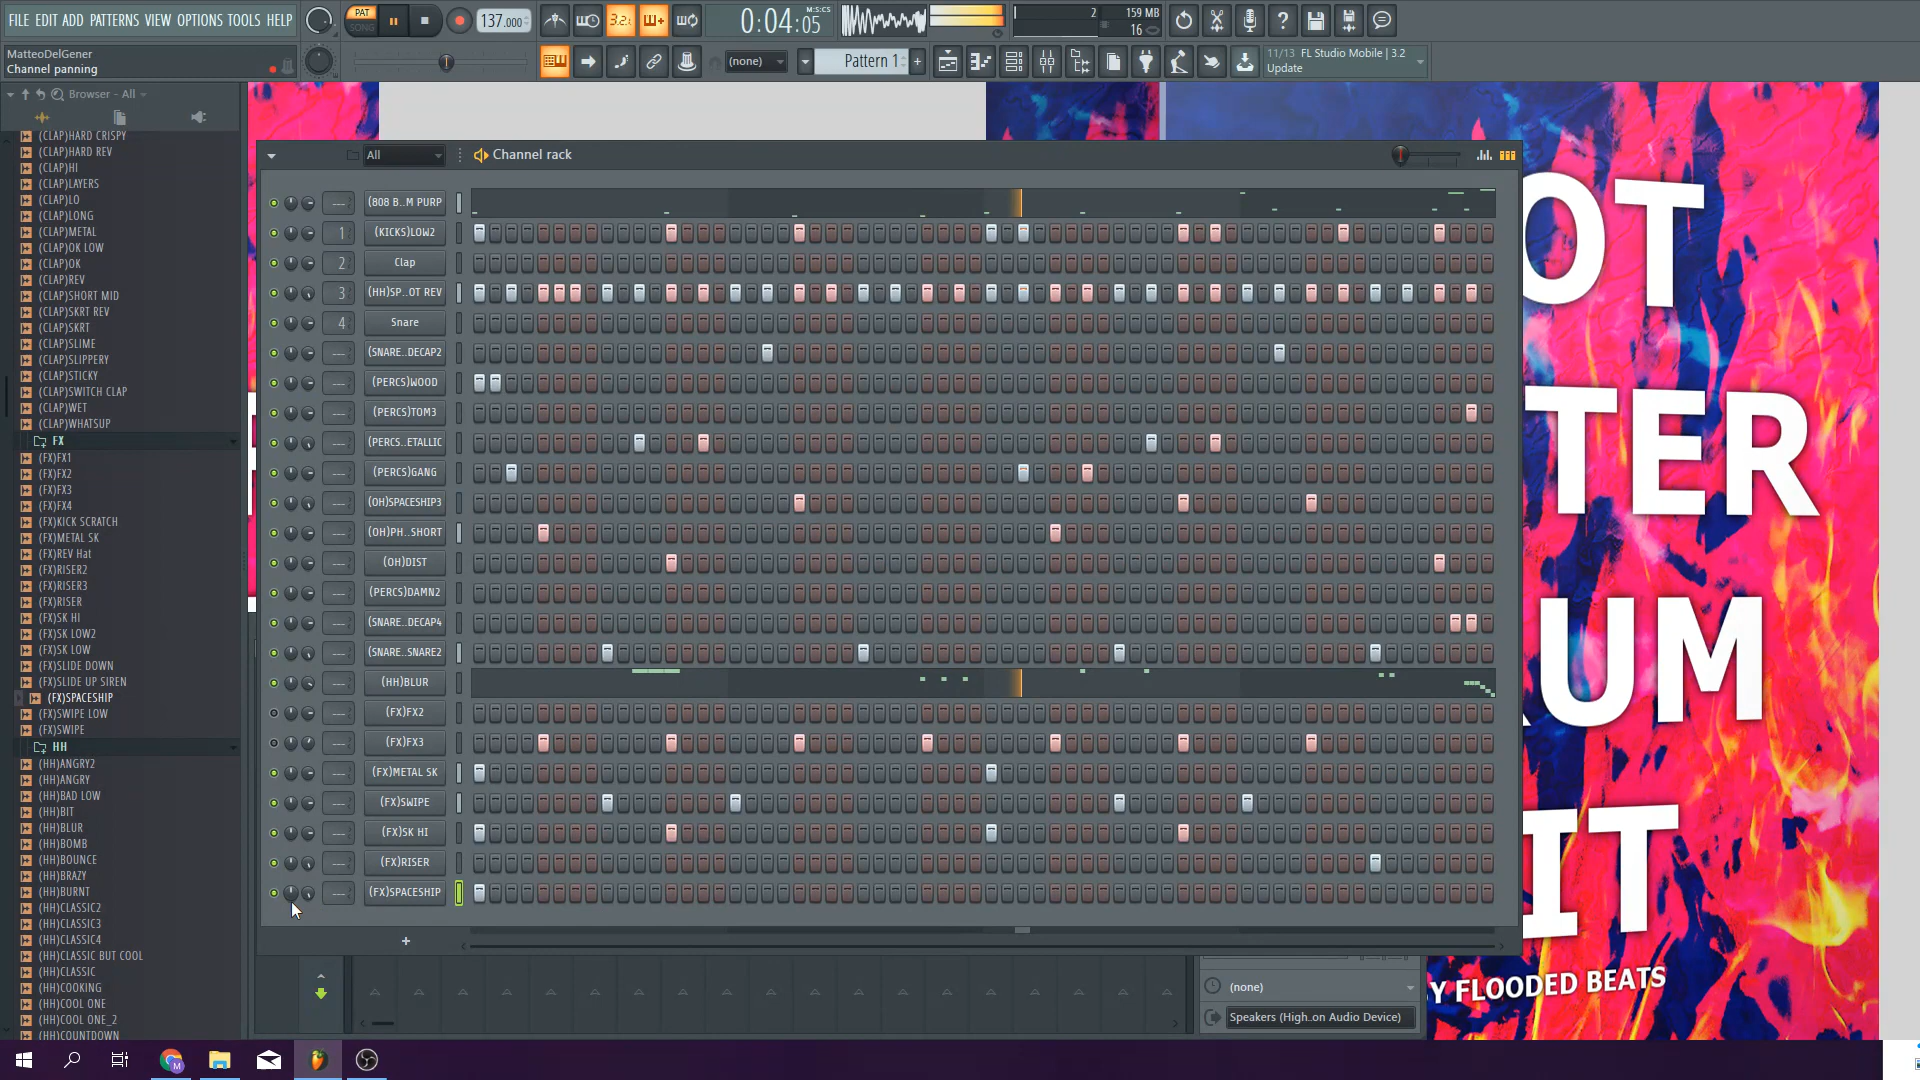 FILE EDIT ADD PATTERNS VIEW OPTIONS TOOLS HELP
PAT
SONG
137.000
3.2.
0:04:05
M:S:CS
2
159 MB
16
MatteoDelGener
Channel panning
(none)
Pattern 1
11/13 FL Studio Mobile | 3.2
Update
Browser - All
(CLAP)HARD CRISPY
(CLAP)HARD REV
(CLAP)HI
(CLAP)LAYERS
(CLAP)LO
(CLAP)LONG
(CLAP)METAL
(CLAP)OK LOW
(CLAP)OK
(CLAP)REV
(CLAP)SHORT MID
(CLAP)SKRT REV
(CLAP)SKRT
(CLAP)SLIME
(CLAP)SLIPPERY
(CLAP)STICKY
(CLAP)SWITCH CLAP
(CLAP)WET
(CLAP)WHATSUP
FX
(FX)FX1
(FX)FX2
(FX)FX3
(FX)FX4
(FX)KICK SCRATCH
(FX)METAL SK
(FX)REV Hat
(FX)RISER2
(FX)RISER3
(FX)RISER
(FX)SK HI
(FX)SK LOW2
(FX)SK LOW
(FX)SLIDE DOWN
(FX)SLIDE UP SIREN
(FX)SPACESHIP
(FX)SWIPE LOW
(FX)SWIPE
HH
(HH)ANGRY2
(HH)ANGRY
(HH)BAD LOW
(HH)BIT
(HH)BLUR
(HH)BOMB
(HH)BOUNCE
(HH)BRAZY
(HH)BURNT
(HH)CLASSIC2
(HH)CLASSIC3
(HH)CLASSIC4
(HH)CLASSIC BUT COOL
(HH)CLASSIC
(HH)COOKING
(HH)COOL ONE
(HH)COOL ONE_2
(HH)COUNTDOWN
All
Channel rack
--- (808 B..M PURP
1 (KICKS)LOW2
2 Clap
3 (HH)SP..OT REV
4 Snare
--- (SNARE..DECAP2
--- (PERCS)WOOD
--- (PERCS)TOM3
--- (PERCS..ETALLIC
--- (PERCS)GANG
--- (OH)SPACESHIP3
--- (OH)PH..SHORT
--- (OH)DIST
--- (PERCS)DAMN2
--- (SNARE..DECAP4
--- (SNARE..SNARE2
--- (HH)BLUR
--- (FX)FX2
--- (FX)FX3
--- (FX)METAL SK
--- (FX)SWIPE
--- (FX)SK HI
--- (FX)RISER
--- (FX)SPACESHIP
+
(none)
Speakers (High..on Audio Device)
OT
TER
UM
IT
Y FLOODED BEATS
M